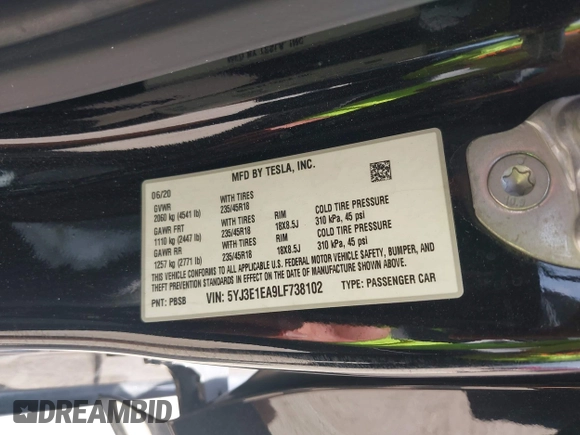 MFD BY TESLA, INC.
06/20
GVWR WITH TIRES
2060 kg (4541 lb) 235/45R18 RIM COLD TIRE PRESSURE
GAWR FRT WITH TIRES 18X8.5J 310 kPa, 45 psi
1110 kg (2447 lb) 235/45R18 RIM COLD TIRE PRESSURE
GAWR RR WITH TIRES 18X8.5J 310 kPa, 45 psi
1257 kg (2771 lb) 235/45R18
THIS VEHICLE CONFORMS TO ALL APPLICABLE FEDERAL MOTOR VEHICLE SAFETY, BUMPER, AND
THEFT PREVENTION STANDARDS IN EFFECT ON THE DATE OF MANUFACTURE SHOWN ABOVE.
PNT: PBSB VIN: 5YJ3E1EA9LF738102 TYPE: PASSENGER CAR
DREAMBID